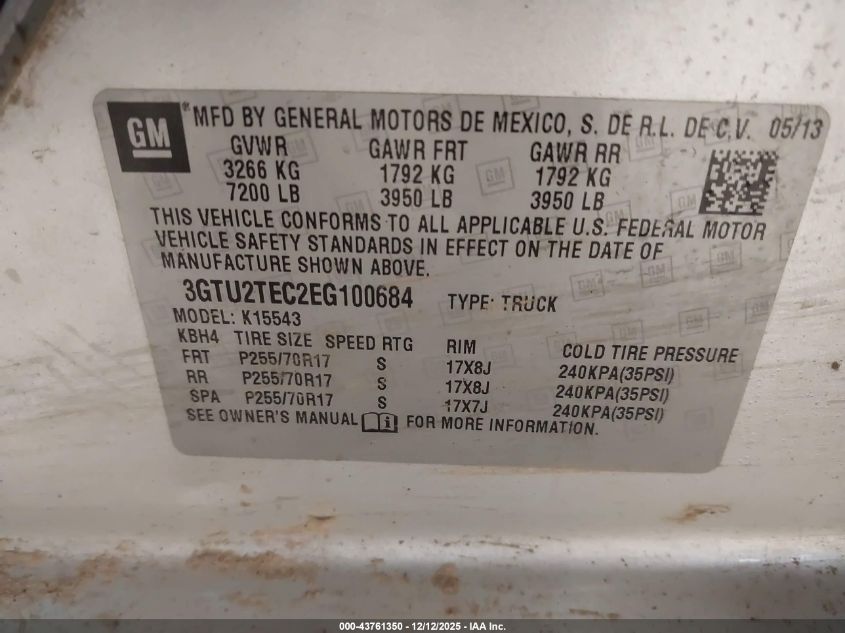 GM
® MFD BY GENERAL MOTORS DE MEXICO, S. DE R.L. DE C.V. 05/13
GVWR GAWR FRT GAWR RR
3266 KG 1792 KG 1792 KG
7200 LB 3950 LB 3950 LB
THIS VEHICLE CONFORMS TO ALL APPLICABLE U.S. FEDERAL MOTOR
VEHICLE SAFETY STANDARDS IN EFFECT ON THE DATE OF
MANUFACTURE SHOWN ABOVE.
3GTU2TEC2EG100684 TYPE: TRUCK
MODEL: K15543
KBH4 TIRE SIZE SPEED RTG RIM COLD TIRE PRESSURE
FRT P255/70R17 S 17X8J 240KPA(35PSI)
RR P255/70R17 S 17X8J 240KPA(35PSI)
SPA P255/70R17 S 17X7J 240KPA(35PSI)
SEE OWNER'S MANUAL i FOR MORE INFORMATION.
000-43761350 - 12/12/2025 - IAA Inc.